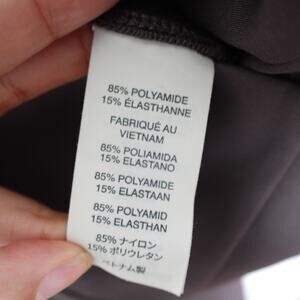 85% POLYAMIDE
15% ÉLASTHANNE
FABRIQUÉ AU
VIETNAM
85% POLIAMIDA
15% ELASTANO
85% POLYAMIDE
15% ELASTAAN
85% POLYAMID
15% ELASTHAN
85% ナイロン
15% ポリウレタン
ベトナム製